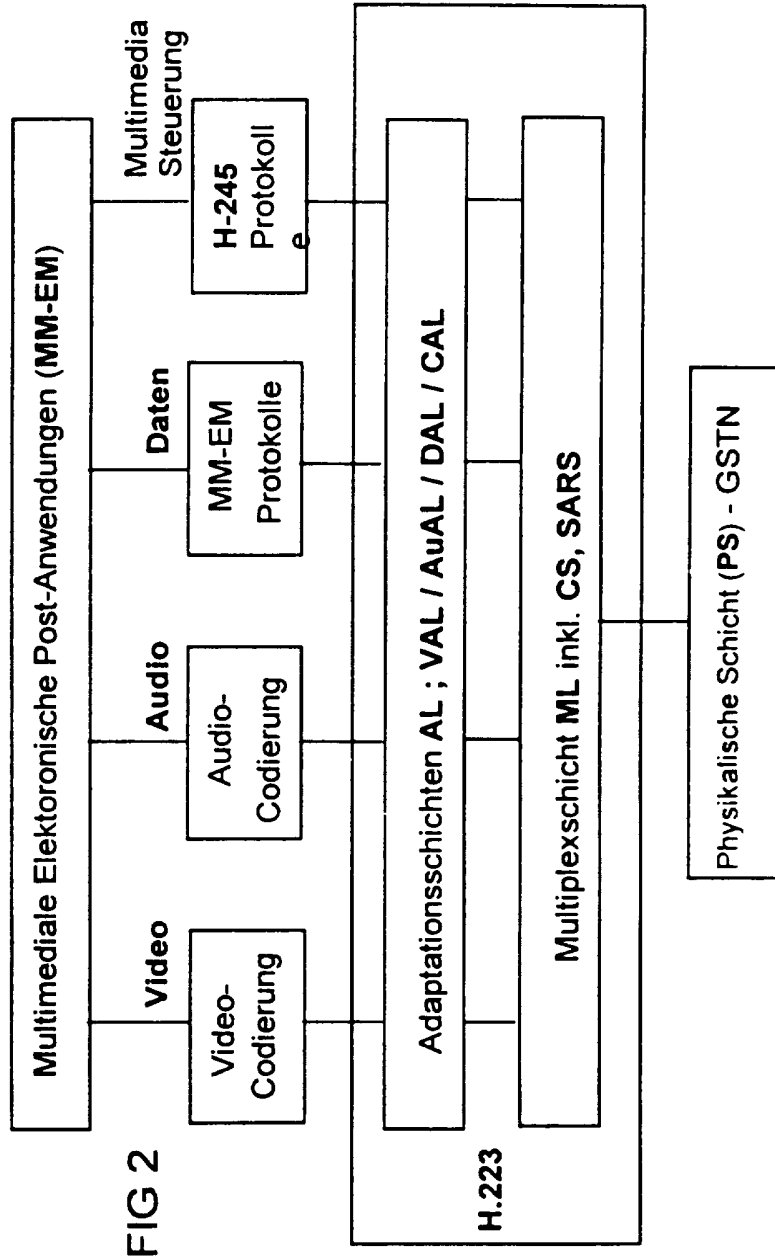 FIG 2
Multimediale Elektoronische Post-Anwendungen (MM-EM)
Video
Audio
Daten
Multimedia
Steuerung
Video-
Codierung
Audio-
Codierung
MM-EM
Protokolle
H-245
Protokoll
e
H.223
Adaptationsschichten AL ; VAL / AuAL / DAL / CAL
Multiplexschicht ML inkl. CS, SARS
Physikalische Schicht (PS) - GSTN